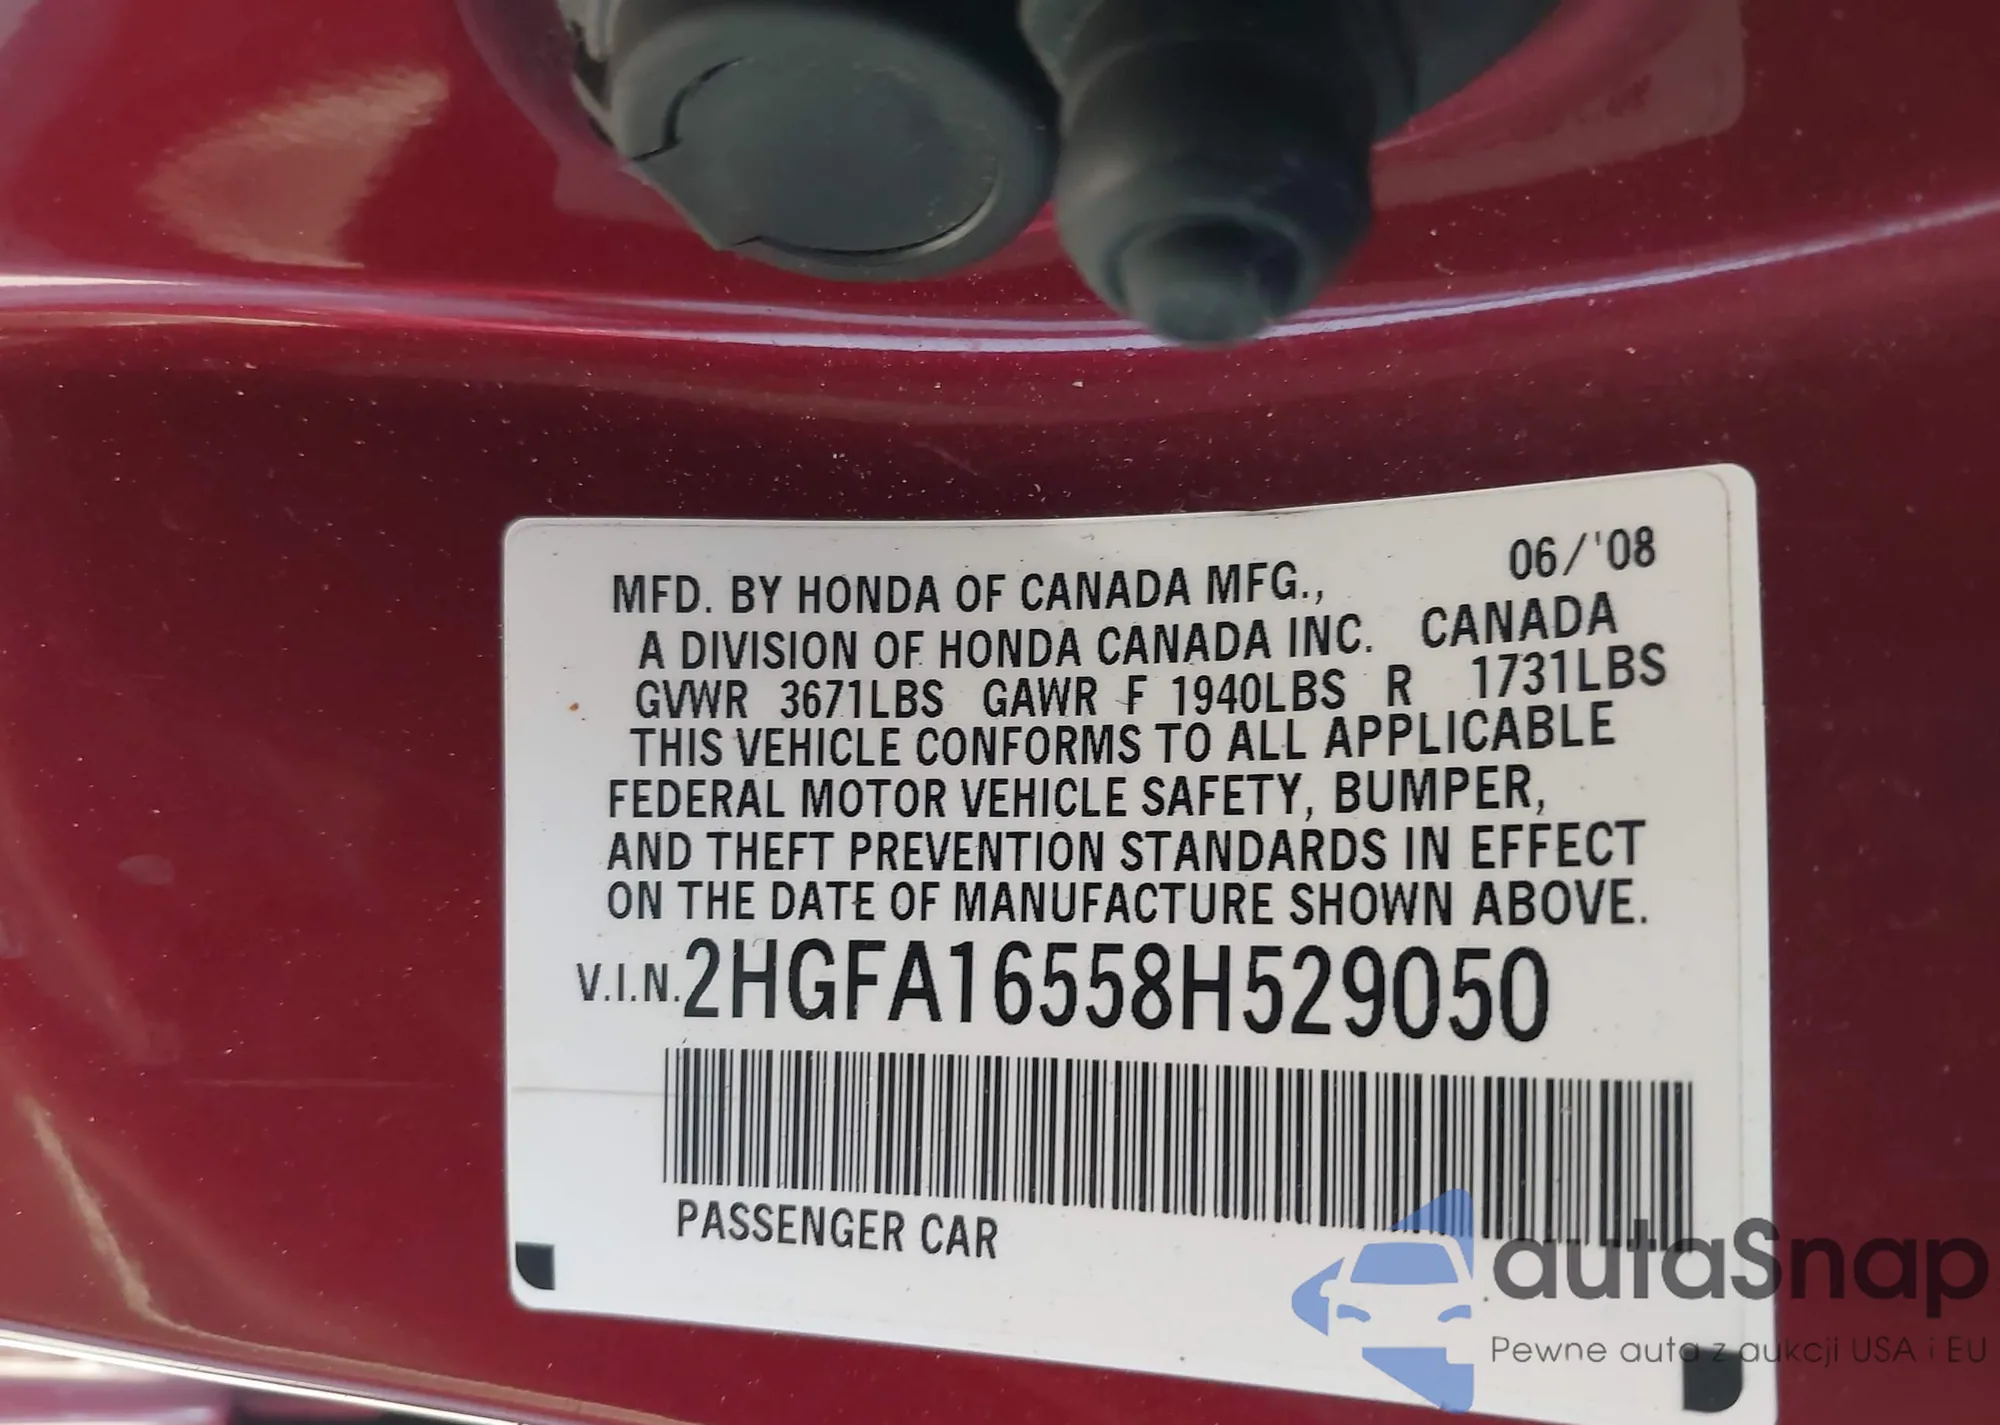 06/'08
MFD. BY HONDA OF CANADA MFG.,
A DIVISION OF HONDA CANADA INC. CANADA
GVWR 3671LBS GAWR F 1940LBS R 1731LBS
THIS VEHICLE CONFORMS TO ALL APPLICABLE
FEDERAL MOTOR VEHICLE SAFETY, BUMPER,
AND THEFT PREVENTION STANDARDS IN EFFECT
ON THE DATE OF MANUFACTURE SHOWN ABOVE.
V.I.N. 2HGFA16558H529050
PASSENGER CAR
autaSnap
Pewne auta z aukcji USA i EU